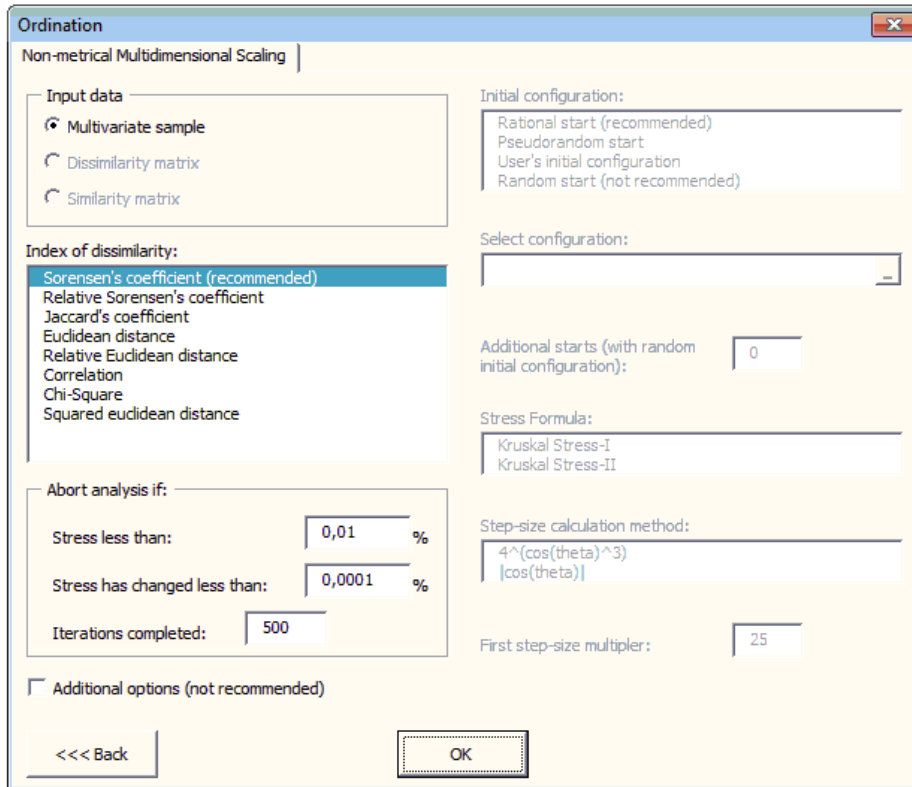 Ordination
Non-metrical Multidimensional Scaling
Input data
Multivariate sample
Dissimilarity matrix
Similarity matrix
Index of dissimilarity:
Sorensen's coefficient (recommended)
Relative Sorensen's coefficient
Jaccard's coefficient
Euclidean distance
Relative Euclidean distance
Correlation
Chi-Square
Squared euclidean distance
Abort analysis if:
Stress less than: 0,01 %
Stress has changed less than: 0,0001 %
Iterations completed: 500
Additional options (not recommended)
<<< Back
Initial configuration:
Rational start (recommended)
Pseudorandom start
User's initial configuration
Random start (not recommended)
Select configuration:
...
Additional starts (with random
initial configuration): 0
Stress Formula:
Kruskal Stress-I
Kruskal Stress-II
Step-size calculation method:
4^(cos(theta)^3)
|cos(theta)|
First step-size multipler: 25
OK